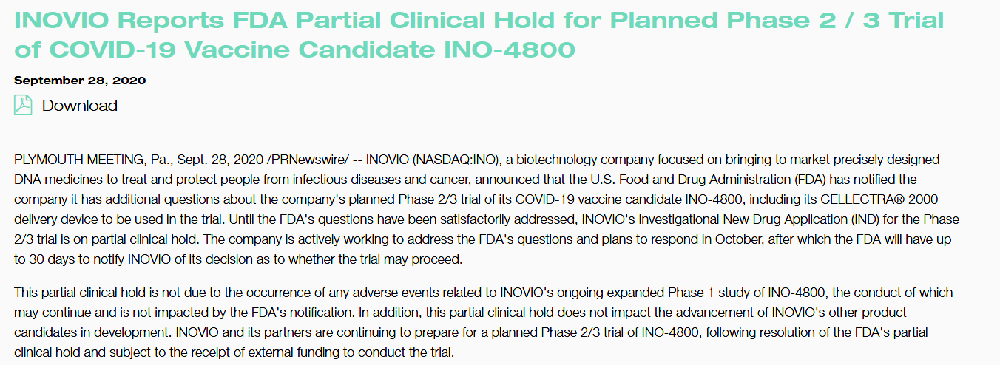 INOVIO Reports FDA Partial Clinical Hold for Planned Phase 2 / 3 Trial
of COVID-19 Vaccine Candidate INO-4800
September 28, 2020
Download
PLYMOUTH MEETING, Pa., Sept. 28, 2020 /PRNewswire/ -- INOVIO (NASDAQ:INO), a biotechnology company focused on bringing to market precisely designed
DNA medicines to treat and protect people from infectious diseases and cancer, announced that the U.S. Food and Drug Administration (FDA) has notified the
company it has additional questions about the company's planned Phase 2/3 trial of its COVID-19 vaccine candidate INO-4800, including its CELLECTRA® 2000
delivery device to be used in the trial. Until the FDA's questions have been satisfactorily addressed, INOVIO's Investigational New Drug Application (IND) for the Phase
2/3 trial is on partial clinical hold. The company is actively working to address the FDA's questions and plans to respond in October, after which the FDA will have up
to 30 days to notify INOVIO of its decision as to whether the trial may proceed.
This partial clinical hold is not due to the occurrence of any adverse events related to INOVIO's ongoing expanded Phase 1 study of INO-4800, the conduct of which
may continue and is not impacted by the FDA's notification. In addition, this partial clinical hold does not impact the advancement of INOVIO's other product
candidates in development. INOVIO and its partners are continuing to prepare for a planned Phase 2/3 trial of INO-4800, following resolution of the FDA's partial
clinical hold and subject to the receipt of external funding to conduct the trial.